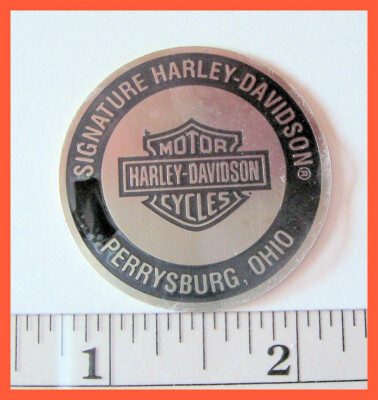 SIGNATURE HARLEY-DAVIDSON®
MOTOR
HARLEY-DAVIDSON
CYCLES
PERRYSBURG, OHIO
1 2